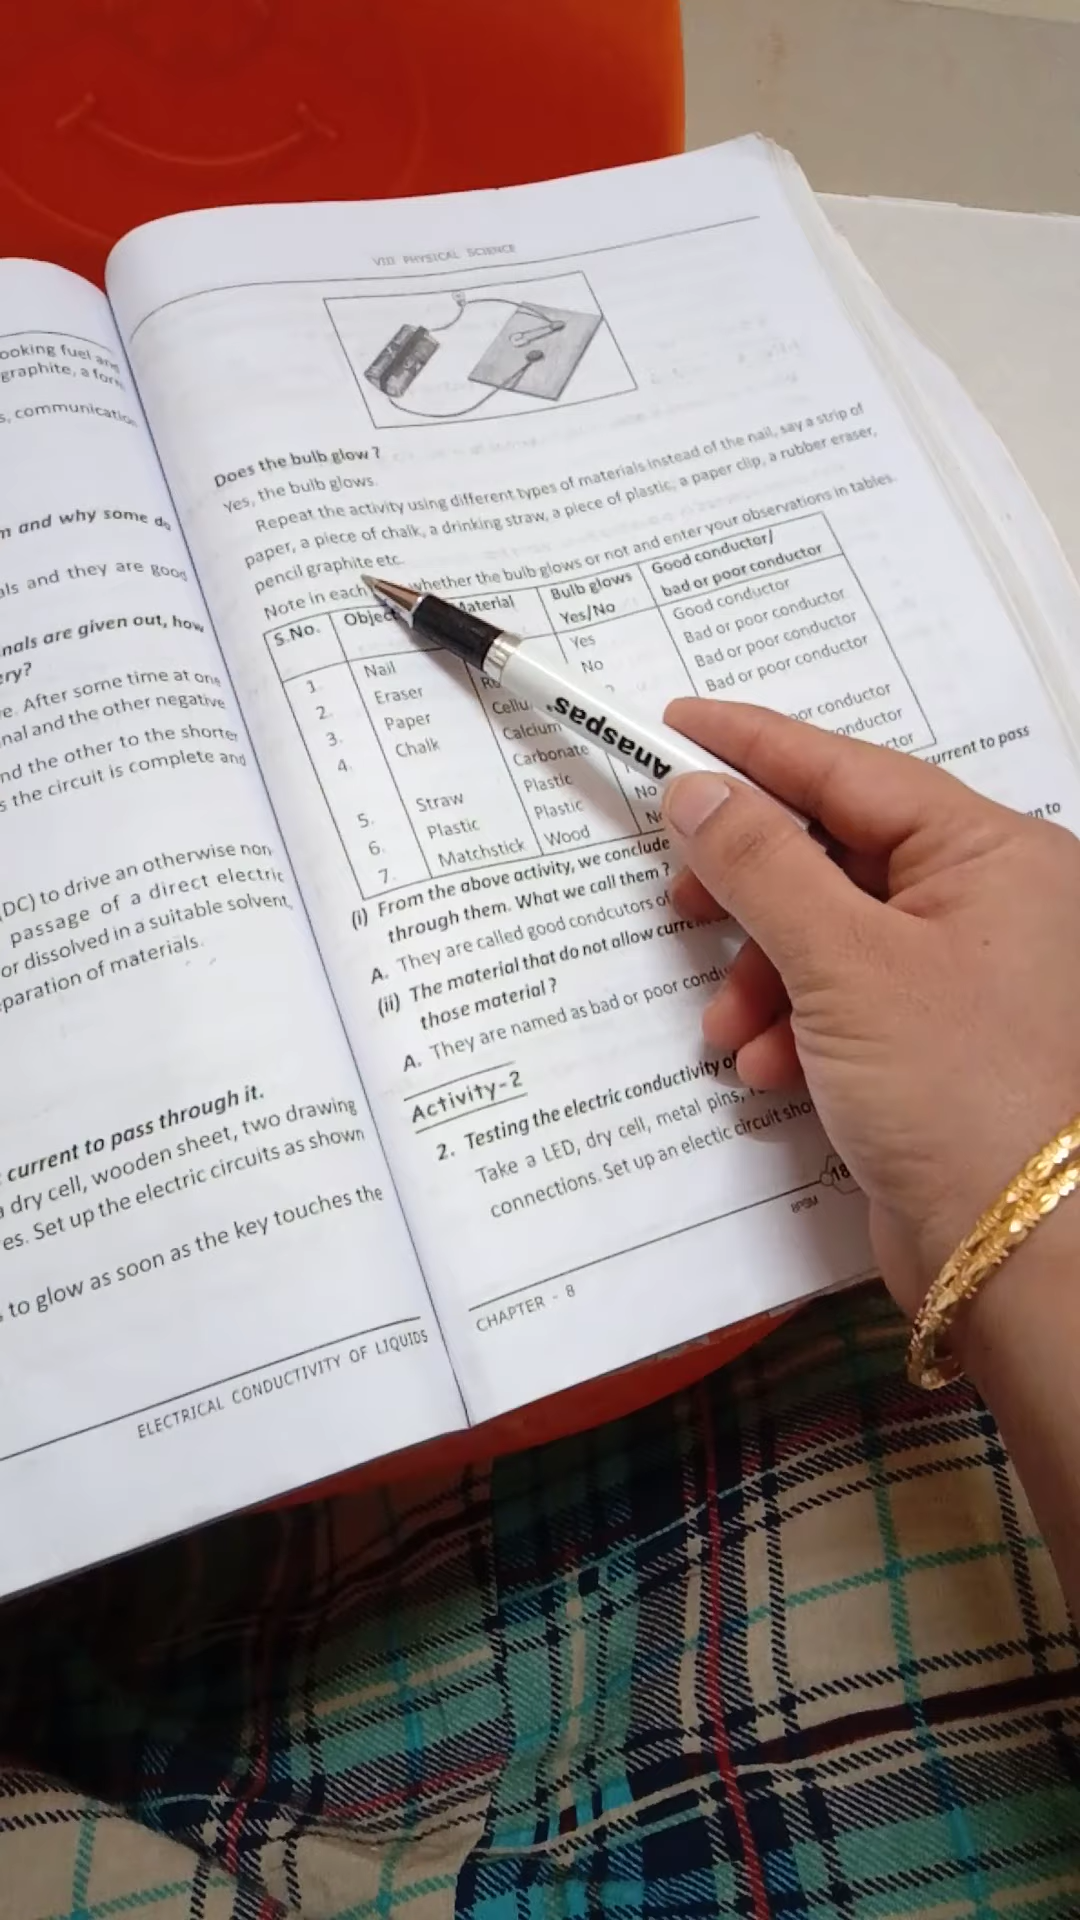 ooking fuel and
graphite, a form
s, communication
m and why some do
als and they are good
nals are given out, how
ery?
e. After some time at one
nal and the other negative
nd the other to the shorter
s the circuit is complete and
(DC) to drive an otherwise non
passage of a direct electric
or dissolved in a suitable solvent,
paration of materials.
current to pass through it.
a dry cell, wooden sheet, two drawing
es. Set up the electric circuits as shown
to glow as soon as the key touches the
ELECTRICAL CONDUCTIVITY OF LIQUIDS
VIII PHYSICAL SCIENCE
Does the bulb glow ?
Yes, the bulb glows.
Repeat the activity using different types of materials instead of the nail, say a strip of
paper, a piece of chalk, a drinking straw, a piece of plastic, a paper clip, a rubber eraser,
pencil graphite etc.
Note in each whether the bulb glows or not and enter your observations in tables.
S.No. Object Material Bulb glows Yes/No Good conductor/ bad or poor conductor
1. Nail Yes Good conductor
2. Eraser No Bad or poor conductor
3. Paper Cellu Bad or poor conductor
4. Chalk Calcium Carbonate Bad or poor conductor
5. Straw Plastic oor conductor
6. Plastic Plastic No onductor
7. Matchstick Wood ctor
(i) From the above activity, we conclude current to pass
through them. What we call them ?
A. They are called good condcutors of
(ii) The material that do not allow curre
those material ?
A. They are named as bad or poor condu
Activity-2
2. Testing the electric conductivity of
Take a LED, dry cell, metal pins,
connections. Set up an electic circuit sho
18
8PSM
CHAPTER - 8
Anaspas